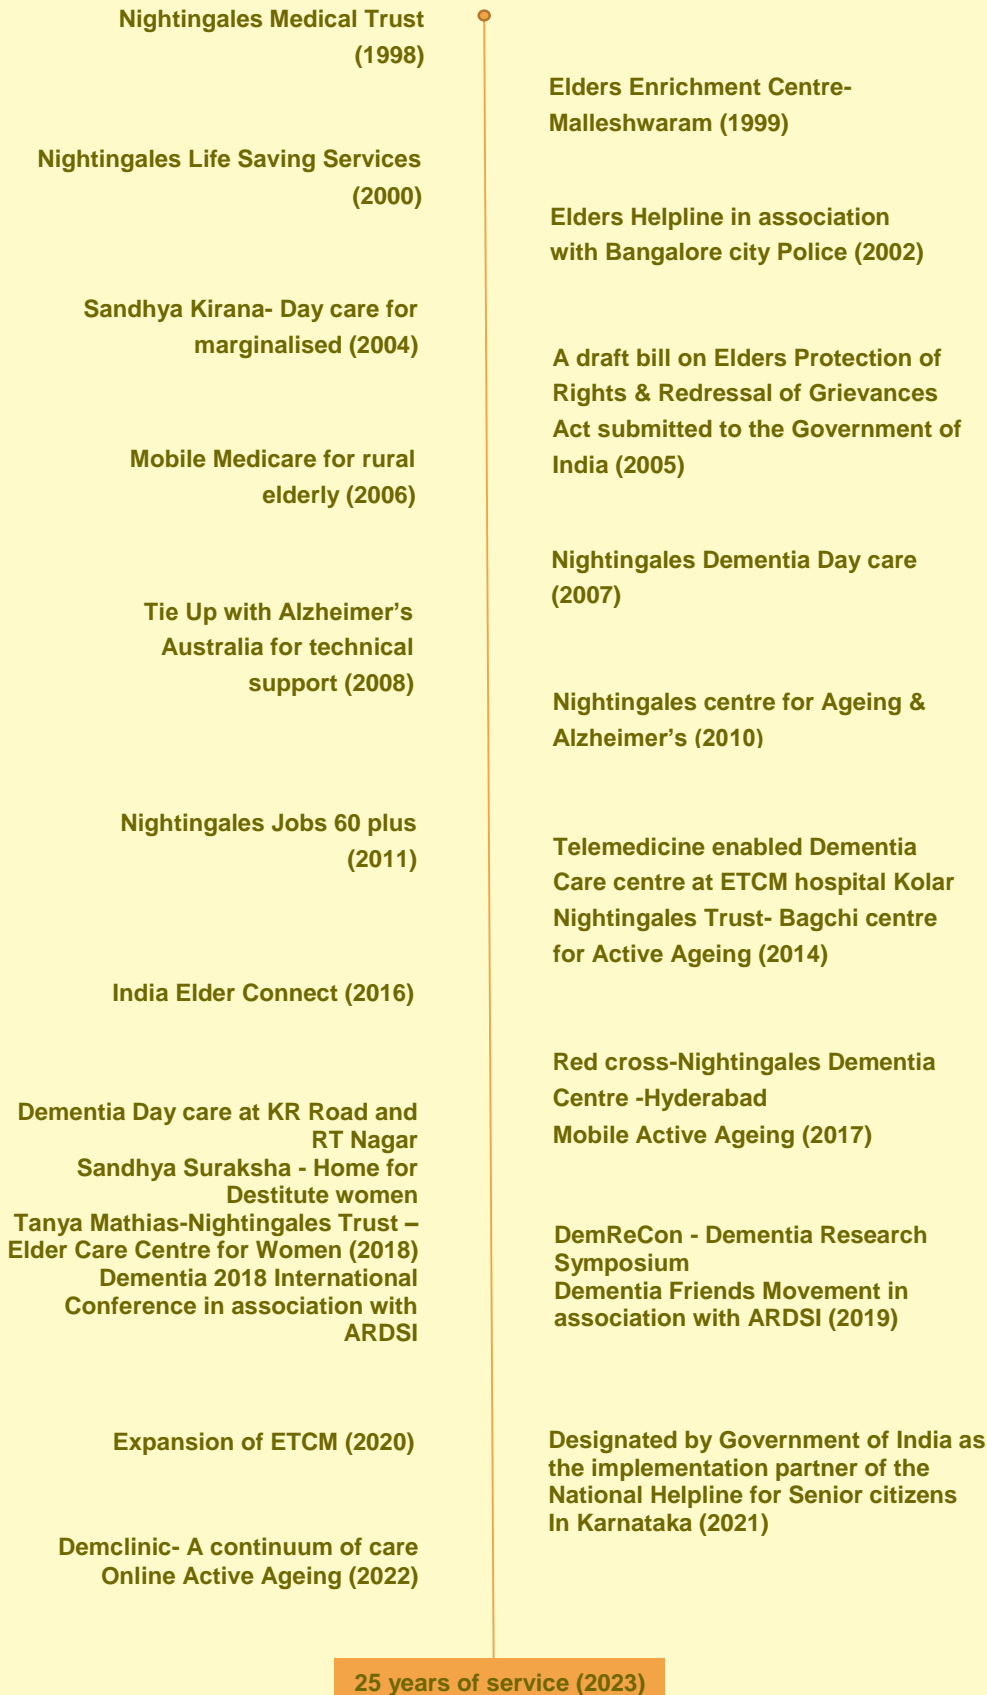 Nightingales Medical Trust
(1998)
Elders Enrichment Centre-
Malleshwaram (1999)
Nightingales Life Saving Services
(2000)
Elders Helpline in association
with Bangalore city Police (2002)
Sandhya Kirana- Day care for
marginalised (2004)
A draft bill on Elders Protection of
Rights & Redressal of Grievances
Act submitted to the Government of
India (2005)
Mobile Medicare for rural
elderly (2006)
Nightingales Dementia Day care
(2007)
Tie Up with Alzheimer’s
Australia for technical
support (2008)
Nightingales centre for Ageing &
Alzheimer’s (2010)
Nightingales Jobs 60 plus
(2011)
Telemedicine enabled Dementia
Care centre at ETCM hospital Kolar
Nightingales Trust- Bagchi centre
for Active Ageing (2014)
India Elder Connect (2016)
Red cross-Nightingales Dementia
Centre -Hyderabad
Mobile Active Ageing (2017)
Dementia Day care at KR Road and
RT Nagar
Sandhya Suraksha - Home for
Destitute women
Tanya Mathias-Nightingales Trust –
Elder Care Centre for Women (2018)
Dementia 2018 International
Conference in association with
ARDSI
DemReCon - Dementia Research
Symposium
Dementia Friends Movement in
association with ARDSI (2019)
Expansion of ETCM (2020)
Designated by Government of India as
the implementation partner of the
National Helpline for Senior citizens
In Karnataka (2021)
Demclinic- A continuum of care
Online Active Ageing (2022)
25 years of service (2023)